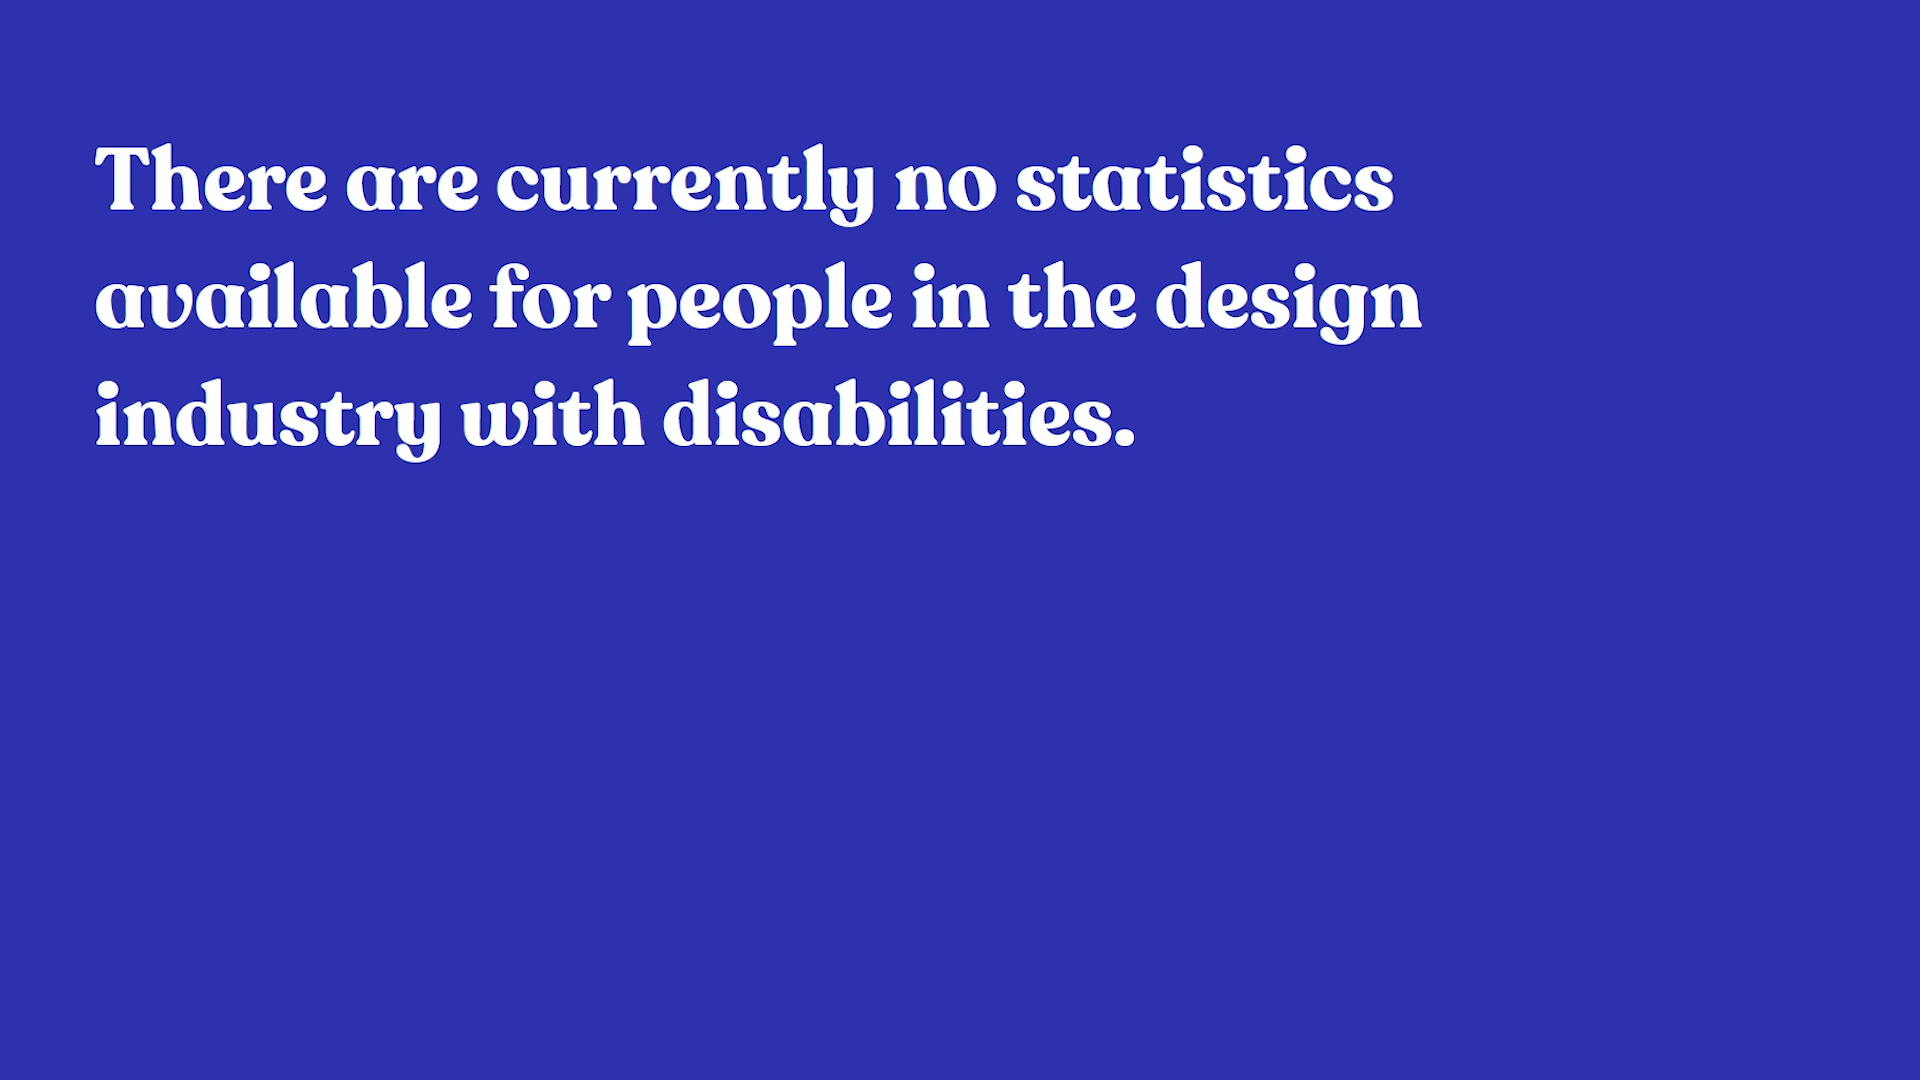 There are currently no statistics
available for people in the design
industry with disabilities.